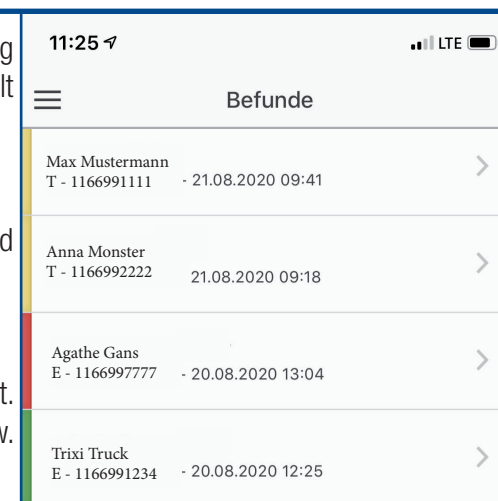 g
lt
d
t.
v.
11:25 LTE
Befunde
Max Mustermann
T - 1166991111 - 21.08.2020 09:41
Anna Monster
T - 1166992222 21.08.2020 09:18
Agathe Gans
E - 1166997777 - 20.08.2020 13:04
Trixi Truck
E - 1166991234 - 20.08.2020 12:25